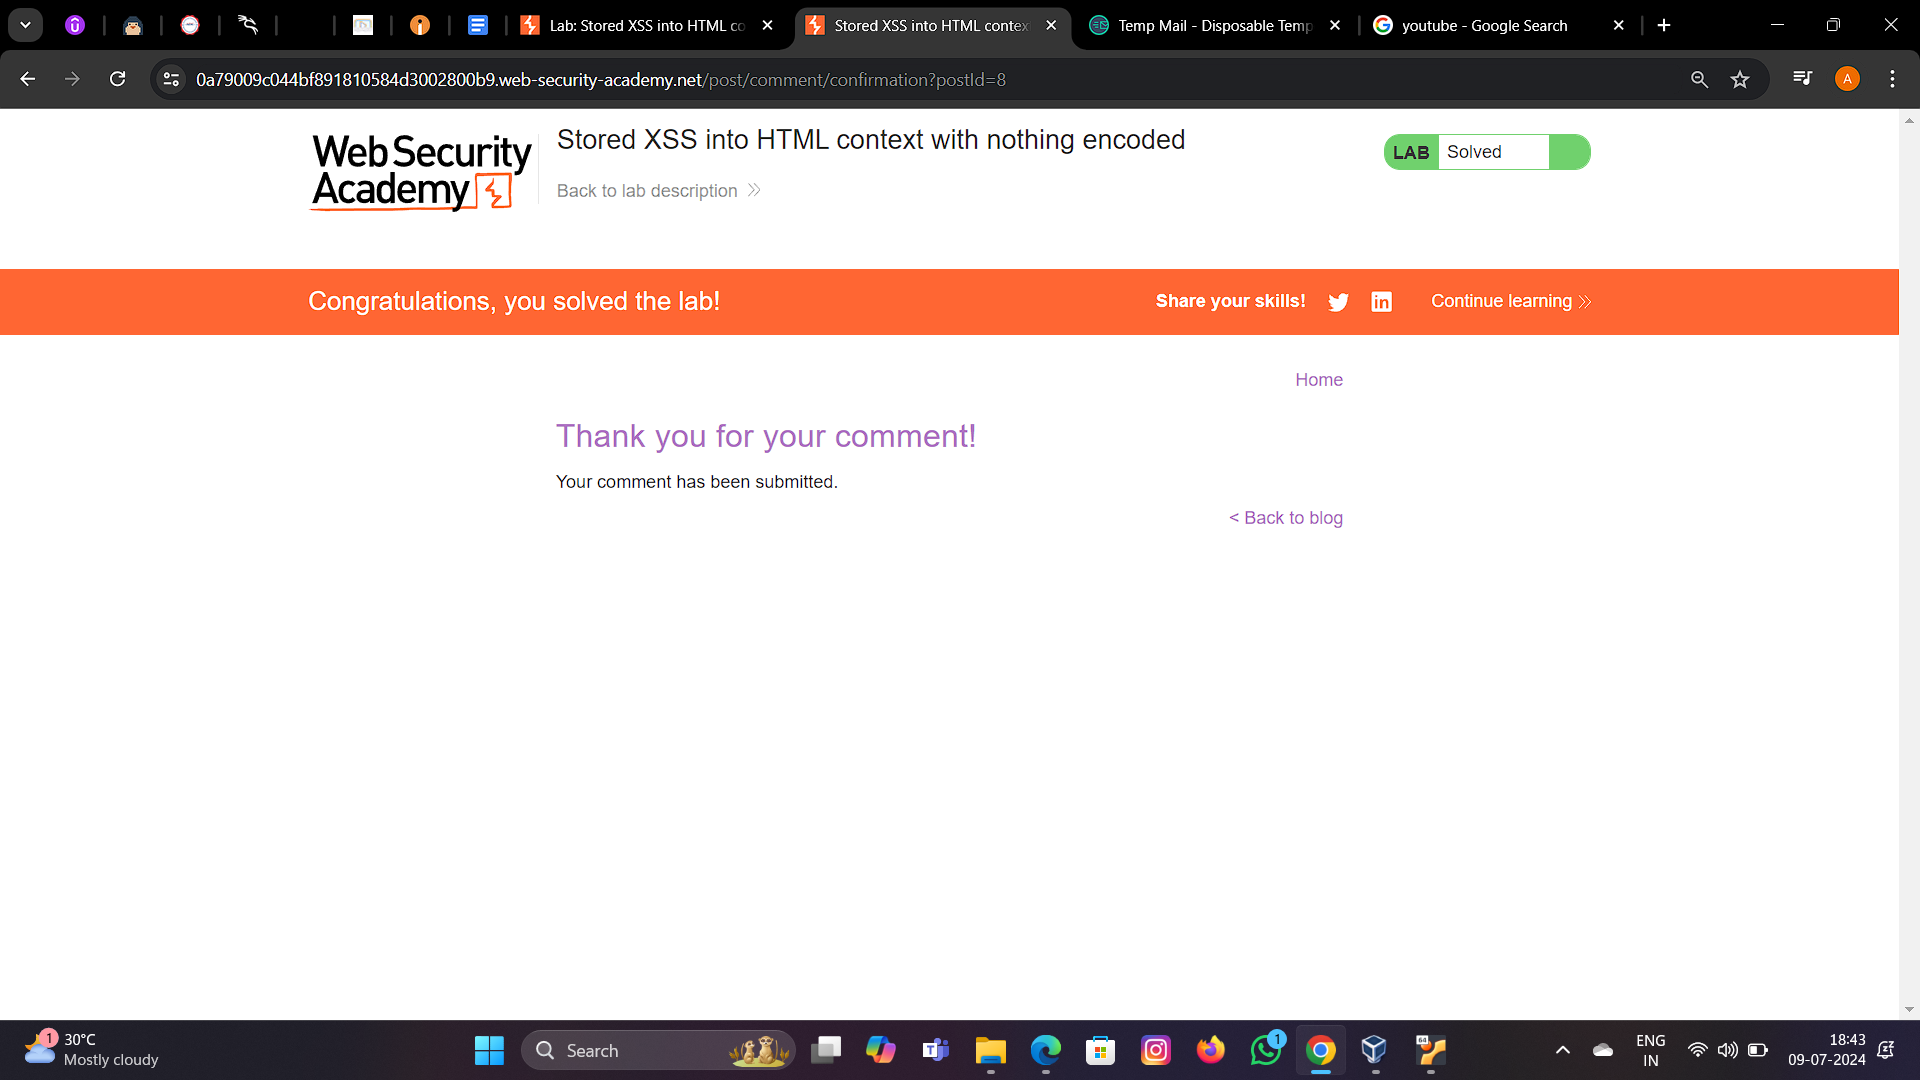 Lab: Stored XSS into HTML co
Stored XSS into HTML contex
Temp Mail - Disposable Temp
youtube - Google Search
0a79009c044bf891810584d3002800b9.web-security-academy.net/post/comment/confirmation?postId=8
A
Web Security
Academy
Stored XSS into HTML context with nothing encoded
Back to lab description
LAB Solved
Congratulations, you solved the lab!
Share your skills!
in
Continue learning
Home
Thank you for your comment!
Your comment has been submitted.
< Back to blog
1
30°C
Mostly cloudy
Search
1
64
ENG
IN
18:43
09-07-2024